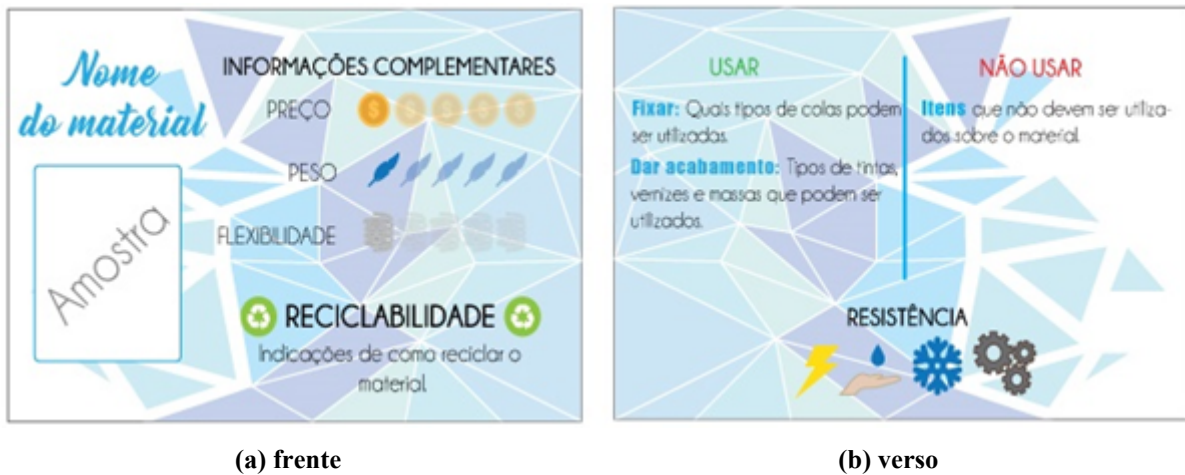 Nome
do material
Amostra
INFORMAÇÕES COMPLEMENTARES
PREÇO
PESO
FLEXIBILIDADE
RECICLABILIDADE
Indicações de como reciclar o
material.
(a) frente
USAR
Fixar: Quais tipos de colas podem
ser utilizadas.
Dar acabamento: Tipos de tintas,
vernizes e massas que podem ser
utilizados.
NÃO USAR
Itens que não devem ser utiliza-
dos sobre o material.
RESISTÊNCIA
(b) verso